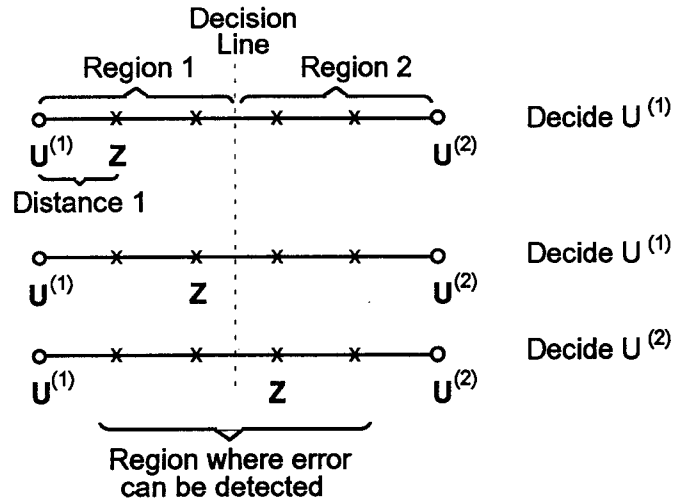 Decision
Line
Region 1 Region 2
U(1) Z U(2) Decide U(1)
Distance 1
U(1) Z U(2) Decide U(1)
U(1) Z U(2) Decide U(2)
Region where error
can be detected